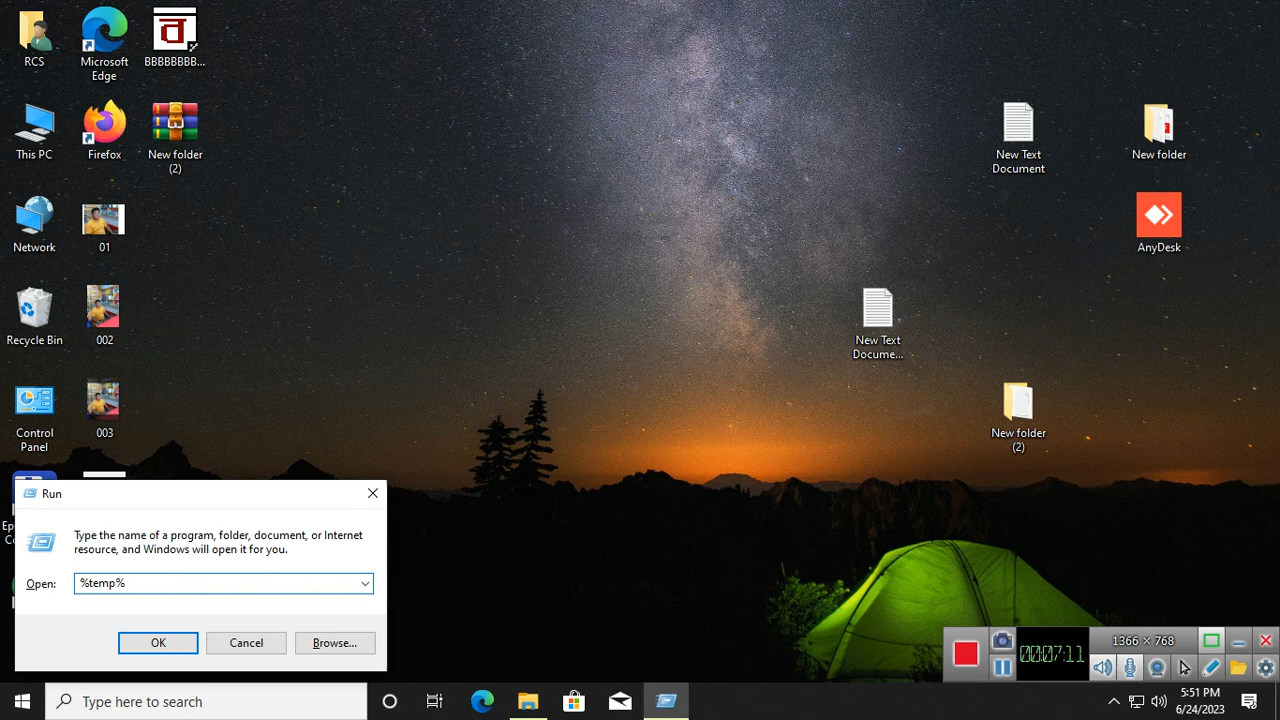 RCS
Microsoft
Edge
BBBBBBBB...
This PC
Firefox
New folder
(2)
New Text
Document
New folder
Network
01
AnyDesk
Recycle Bin
002
New Text
Docume...
Control
Panel
003
New folder
(2)
Run
Type the name of a program, folder, document, or Internet
resource, and Windows will open it for you.
Open:
%temp%
OK
Cancel
Browse...
1366 × 768
00:07:11
Type here to search
5:51 PM
6/24/2023